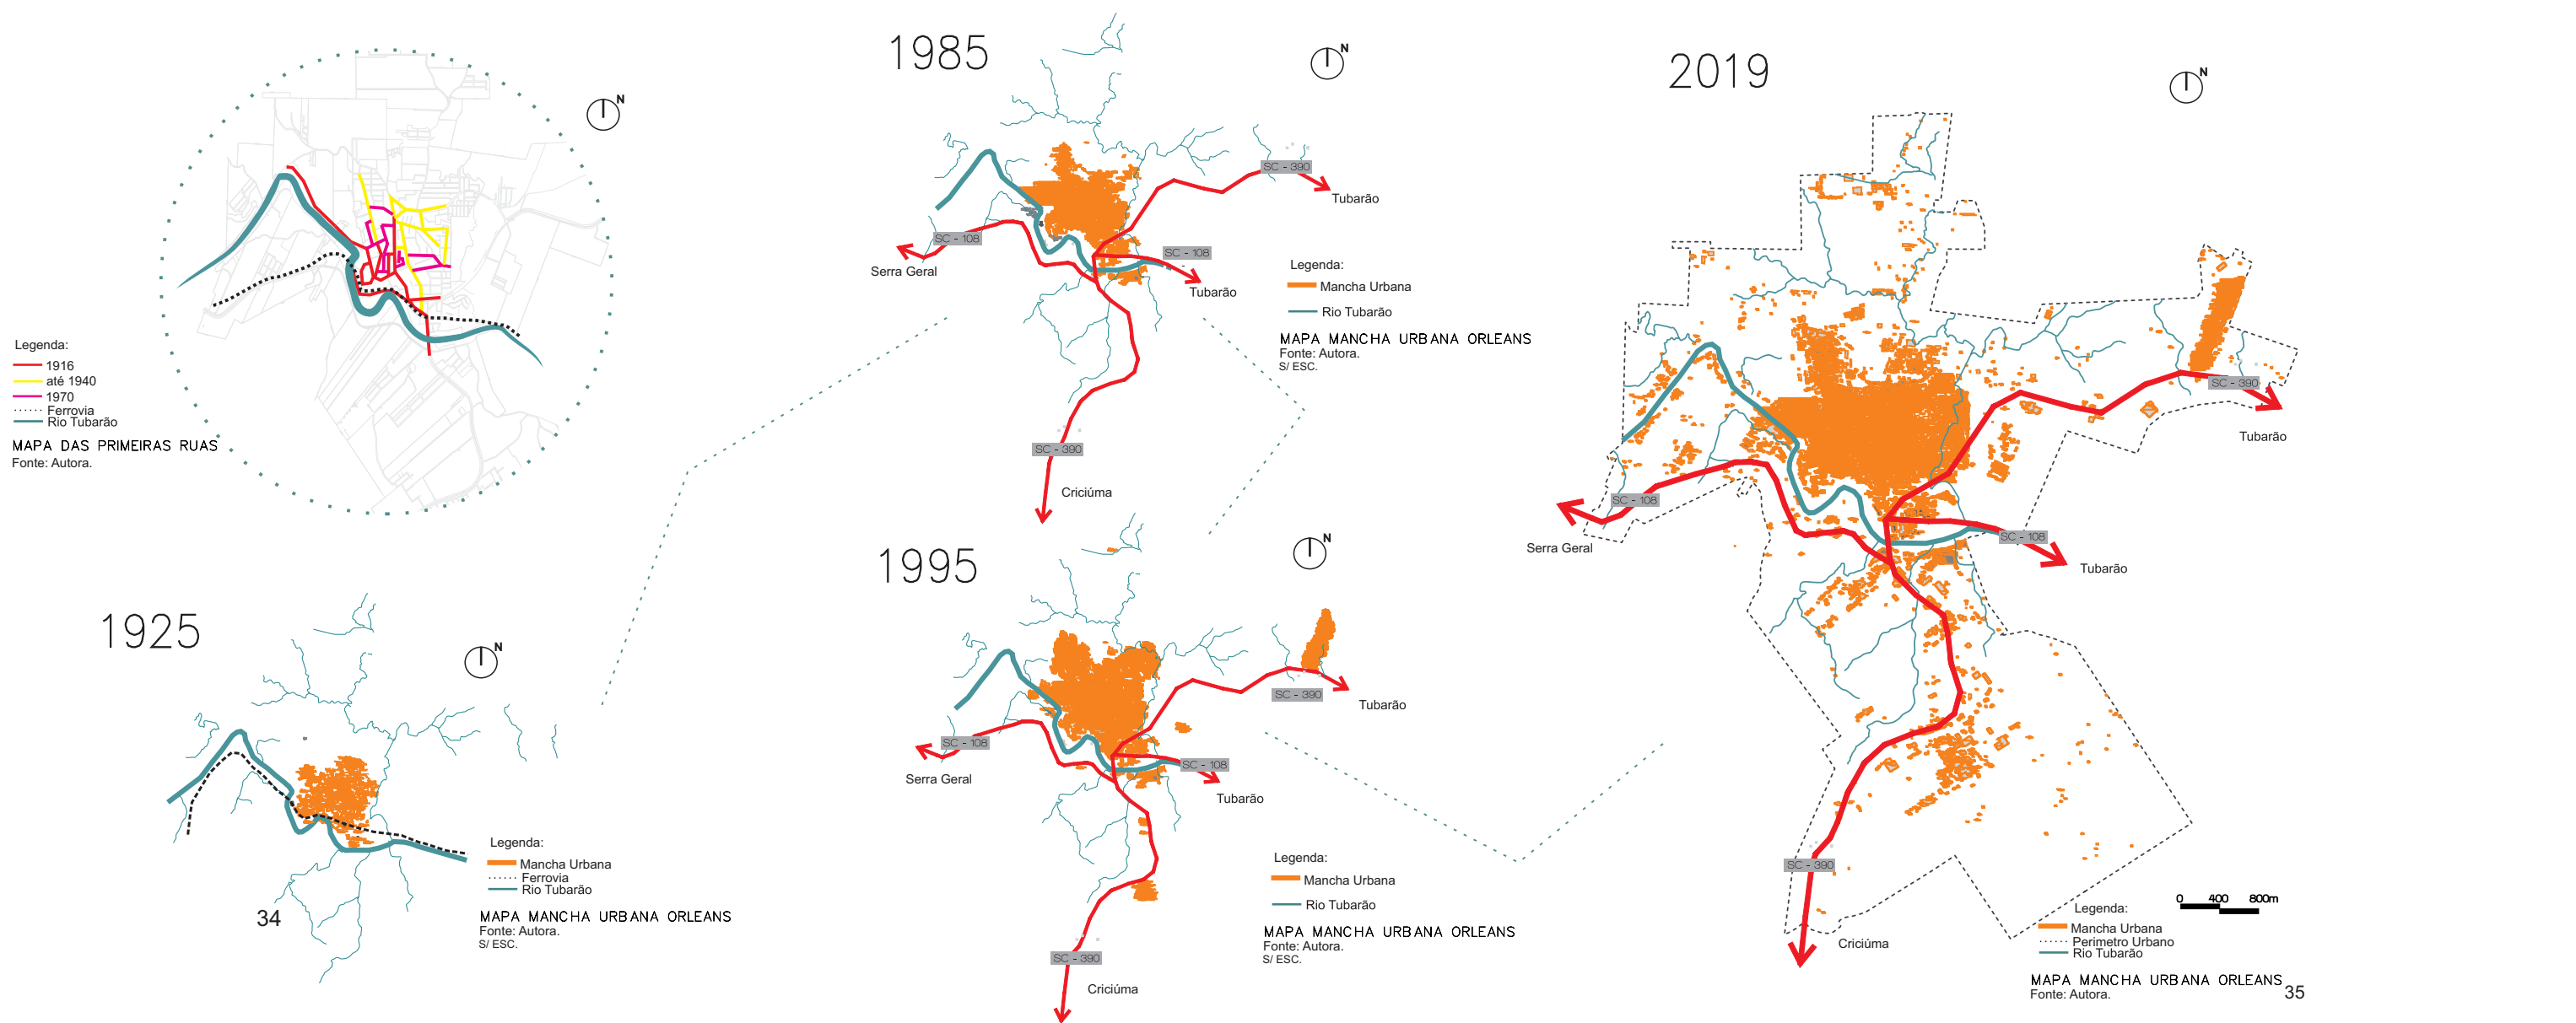 N
Legenda:
1916
até 1940
1970
Ferrovia
Rio Tubarão
MAPA DAS PRIMEIRAS RUAS
Fonte: Autora.
1925
N
Legenda:
Mancha Urbana
Ferrovia
Rio Tubarão
MAPA MANCHA URBANA ORLEANS
Fonte: Autora.
S/ ESC.
34
1985
N
SC - 390
Tubarão
SC - 108
Serra Geral
SC - 108
Tubarão
SC - 390
Criciúma
Legenda:
Mancha Urbana
Rio Tubarão
MAPA MANCHA URBANA ORLEANS
Fonte: Autora.
S/ ESC.
1995
N
SC - 390
Tubarão
SC - 108
Serra Geral
SC - 108
Tubarão
SC - 390
Criciúma
Legenda:
Mancha Urbana
Rio Tubarão
MAPA MANCHA URBANA ORLEANS
Fonte: Autora.
S/ ESC.
2019
N
SC - 390
Tubarão
SC - 108
Serra Geral
SC - 108
Tubarão
SC - 390
Criciúma
0 400 800m
Legenda:
Mancha Urbana
Perimetro Urbano
Rio Tubarão
MAPA MANCHA URBANA ORLEANS
Fonte: Autora.
35